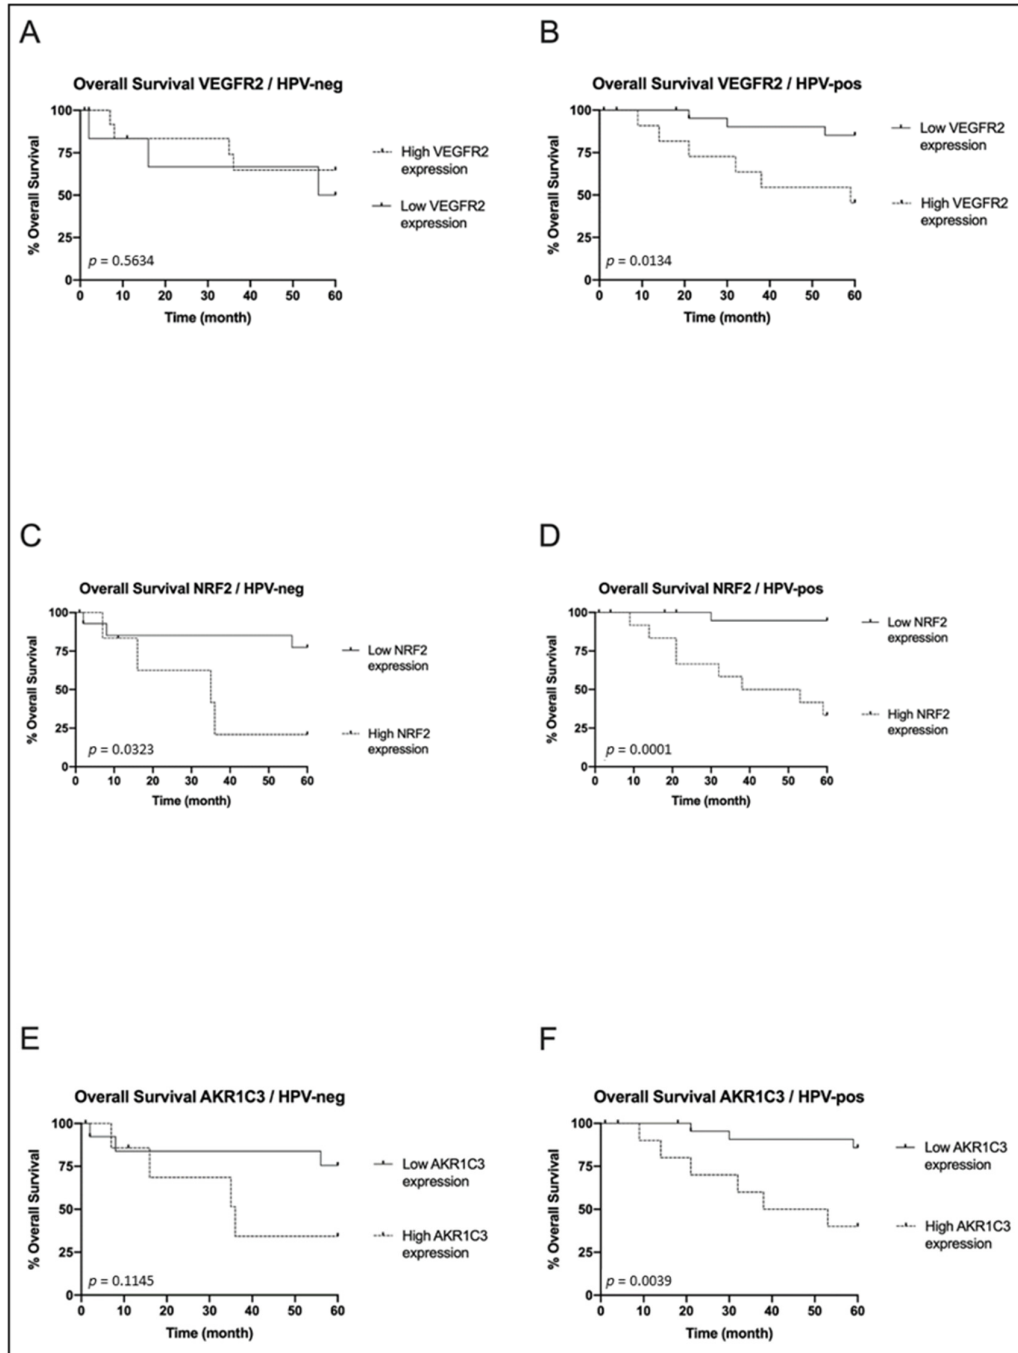 A
Overall Survival VEGFR2 / HPV-neg
% Overall Survival
100
75
50
25
0
p = 0.5634
0 10 20 30 40 50 60
Time (month)
High VEGFR2
expression
Low VEGFR2
expression
B
Overall Survival VEGFR2 / HPV-pos
% Overall Survival
100
75
50
25
0
p = 0.0134
0 10 20 30 40 50 60
Time (month)
Low VEGFR2
expression
High VEGFR2
expression
C
Overall Survival NRF2 / HPV-neg
% Overall Survival
100
75
50
25
0
p = 0.0323
0 10 20 30 40 50 60
Time (month)
Low NRF2
expression
High NRF2
expression
D
Overall Survival NRF2 / HPV-pos
% Overall Survival
100
75
50
25
0
p = 0.0001
0 10 20 30 40 50 60
Time (month)
Low NRF2
expression
High NRF2
expression
E
Overall Survival AKR1C3 / HPV-neg
% Overall Survival
100
75
50
25
0
p = 0.1145
0 10 20 30 40 50 60
Time (month)
Low AKR1C3
expression
High AKR1C3
expression
F
Overall Survival AKR1C3 / HPV-pos
% Overall Survival
100
75
50
25
0
p = 0.0039
0 10 20 30 40 50 60
Time (month)
Low AKR1C3
expression
High AKR1C3
expression